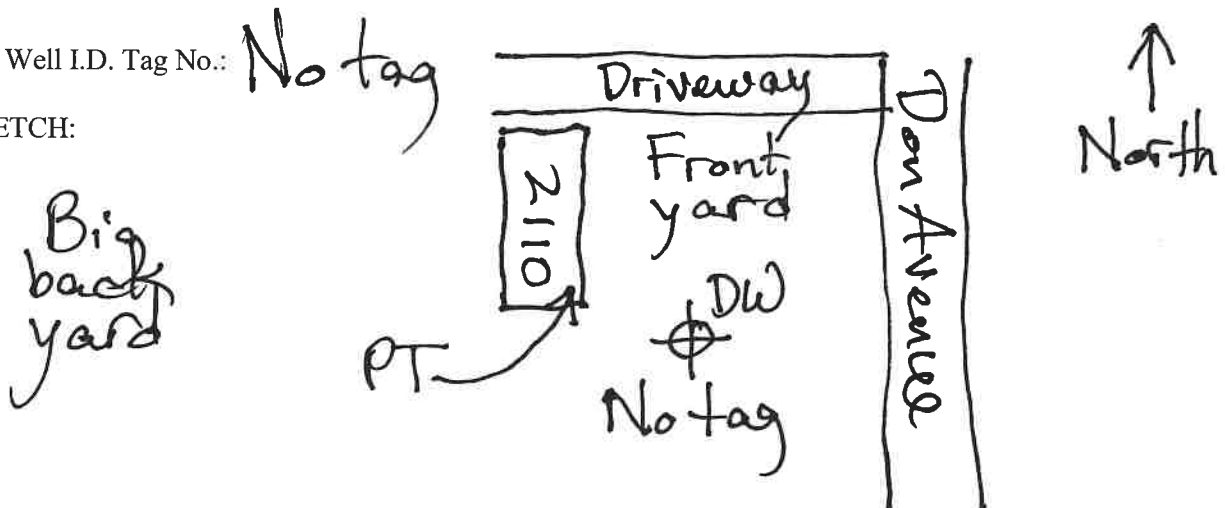 Well I.D. Tag No.: No tag
ETCH:
Driveway
Don Avenue
North
Front
yard
2110
Big
back
yard
DW
PT
No tag